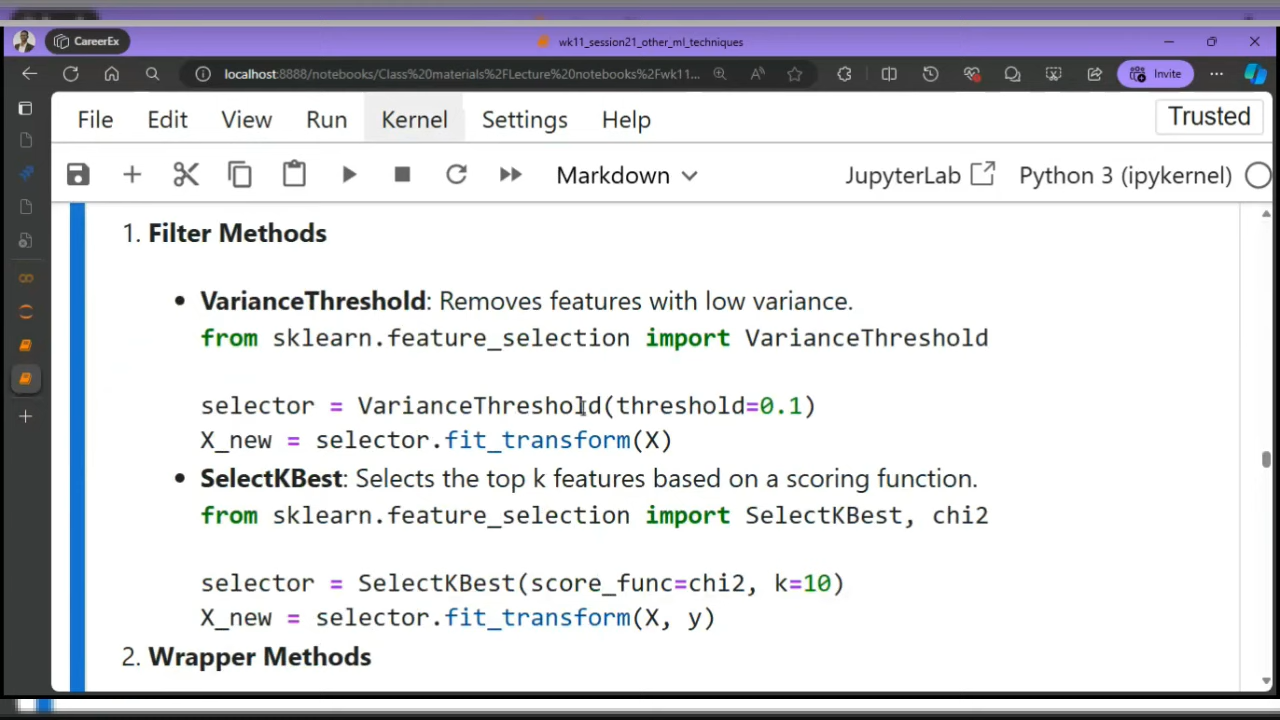 CareerEx
wk11_session21_other_ml_techniques
localhost:8888/notebooks/Class%20materials%2FLecture%20notebooks%2Fwk11...
Invite
File Edit View Run Kernel Settings Help
Trusted
Markdown
JupyterLab
Python 3 (ipykernel)
1. Filter Methods
• VarianceThreshold: Removes features with low variance.
from sklearn.feature_selection import VarianceThreshold
selector = VarianceThreshold(threshold=0.1)
X_new = selector.fit_transform(X)
• SelectKBest: Selects the top k features based on a scoring function.
from sklearn.feature_selection import SelectKBest, chi2
selector = SelectKBest(score_func=chi2, k=10)
X_new = selector.fit_transform(X, y)
2. Wrapper Methods